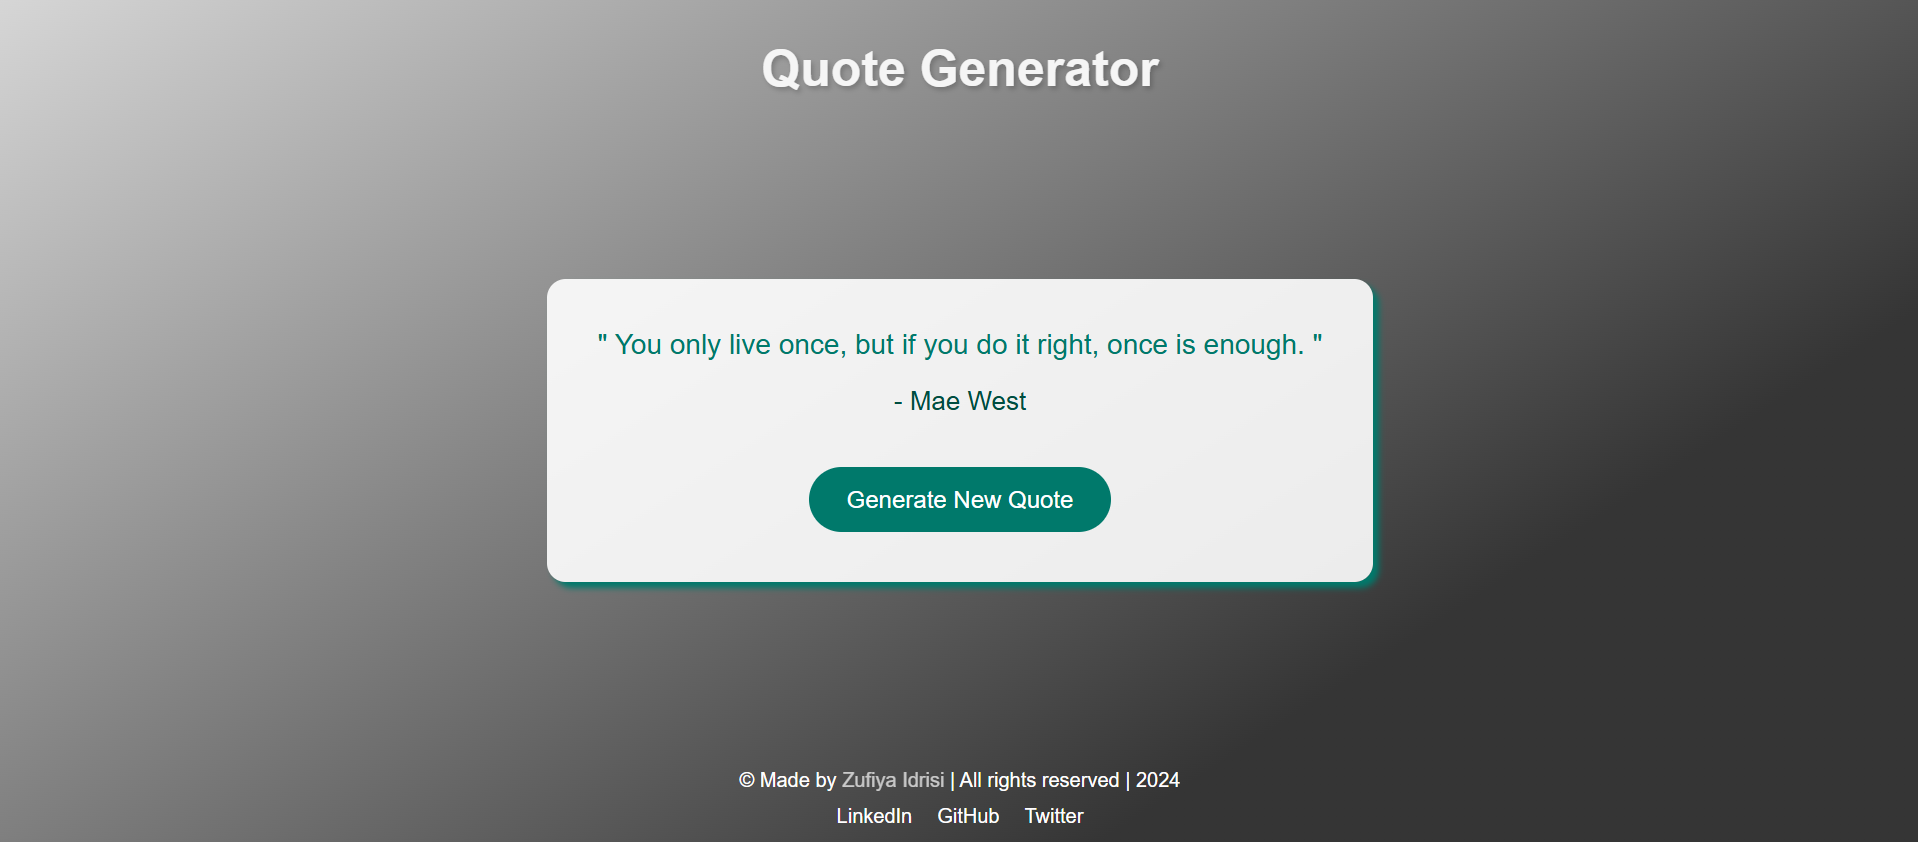 Quote Generator
" You only live once, but if you do it right, once is enough. "
- Mae West
Generate New Quote
© Made by Zufiya Idrisi | All rights reserved | 2024
LinkedIn GitHub Twitter